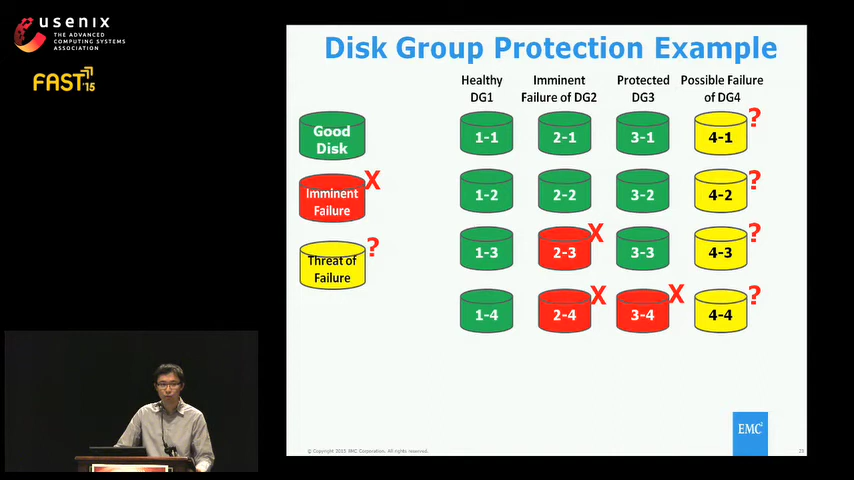 usenix
THE ADVANCED
COMPUTING SYSTEMS
ASSOCIATION
FAST '15
Disk Group Protection Example
Healthy
DG1
Imminent
Failure of DG2
Protected
DG3
Possible Failure
of DG4
Good
Disk
Imminent
Failure
X
Threat of
Failure
?
1-1
2-1
3-1
4-1
?
1-2
2-2
3-2
4-2
?
1-3
2-3
X
3-3
4-3
?
1-4
2-4
X
3-4
X
4-4
?
EMC²
© Copyright 2015 EMC Corporation. All rights reserved.